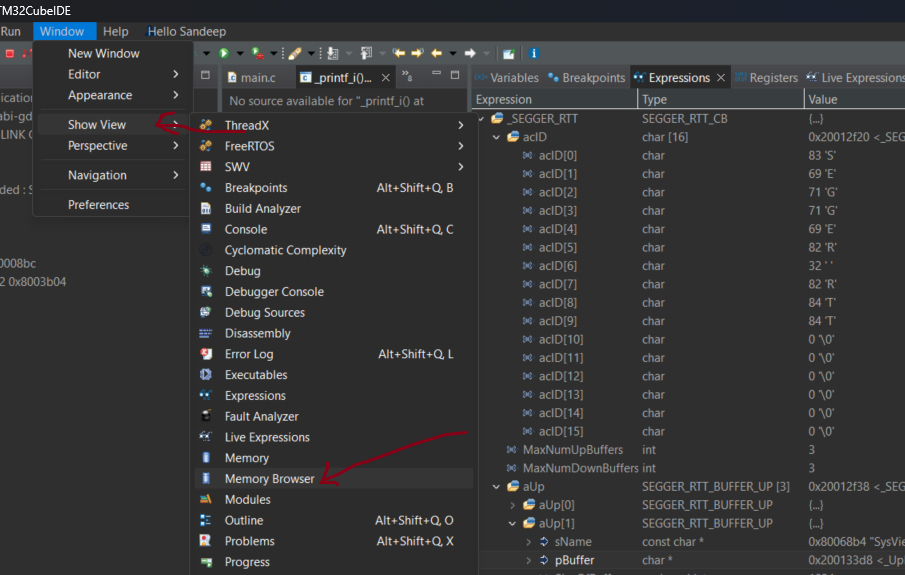 TM32CubeIDE
Run Window Help Hello Sandeep
New Window
Editor
Appearance
Show View
Perspective
Navigation
Preferences
ication
abi-gd
LINK
ded : S
0008bc
2 0x8003b04
main.c _printf_i()... »8
No source available for "_printf_i() at
ThreadX
FreeRTOS
SWV
Breakpoints Alt+Shift+Q, B
Build Analyzer
Console Alt+Shift+Q, C
Cyclomatic Complexity
Debug
Debugger Console
Debug Sources
Disassembly
Error Log Alt+Shift+Q, L
Executables
Expressions
Fault Analyzer
Live Expressions
Memory
Memory Browser
Modules
Outline Alt+Shift+Q, O
Problems Alt+Shift+Q, X
Progress
Variables Breakpoints Expressions Registers Live Expressions
Expression Type Value
_SEGGER_RTT SEGGER_RTT_CB {...}
acID char [16] 0x20012f20 <_SEG
acID[0] char 83 'S'
acID[1] char 69 'E'
acID[2] char 71 'G'
acID[3] char 71 'G'
acID[4] char 69 'E'
acID[5] char 82 'R'
acID[6] char 32 ' '
acID[7] char 82 'R'
acID[8] char 84 'T'
acID[9] char 84 'T'
acID[10] char 0 '\0'
acID[11] char 0 '\0'
acID[12] char 0 '\0'
acID[13] char 0 '\0'
acID[14] char 0 '\0'
acID[15] char 0 '\0'
MaxNumUpBuffers int 3
MaxNumDownBuffers int 3
aUp SEGGER_RTT_BUFFER_UP [3] 0x20012f38 <_SEG
aUp[0] SEGGER_RTT_BUFFER_UP {...}
aUp[1] SEGGER_RTT_BUFFER_UP {...}
sName const char * 0x80068b4 "SysVie
pBuffer char * 0x200133d8 <_Up